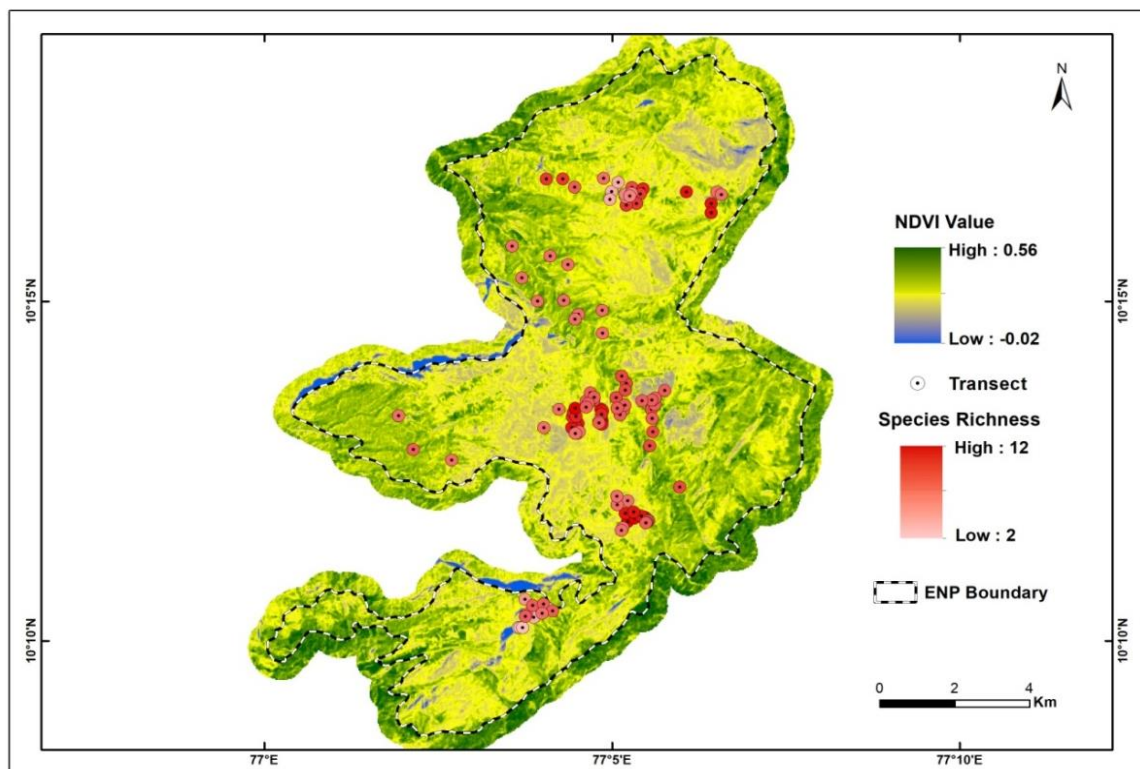 N
NDVI Value
High : 0.56
Low : -0.02
Transect
Species Richness
High : 12
Low : 2
ENP Boundary
0 2 4
Km
10°15'N
10°15'N
10°10'N
10°10'N
77°E
77°5'E
77°10'E